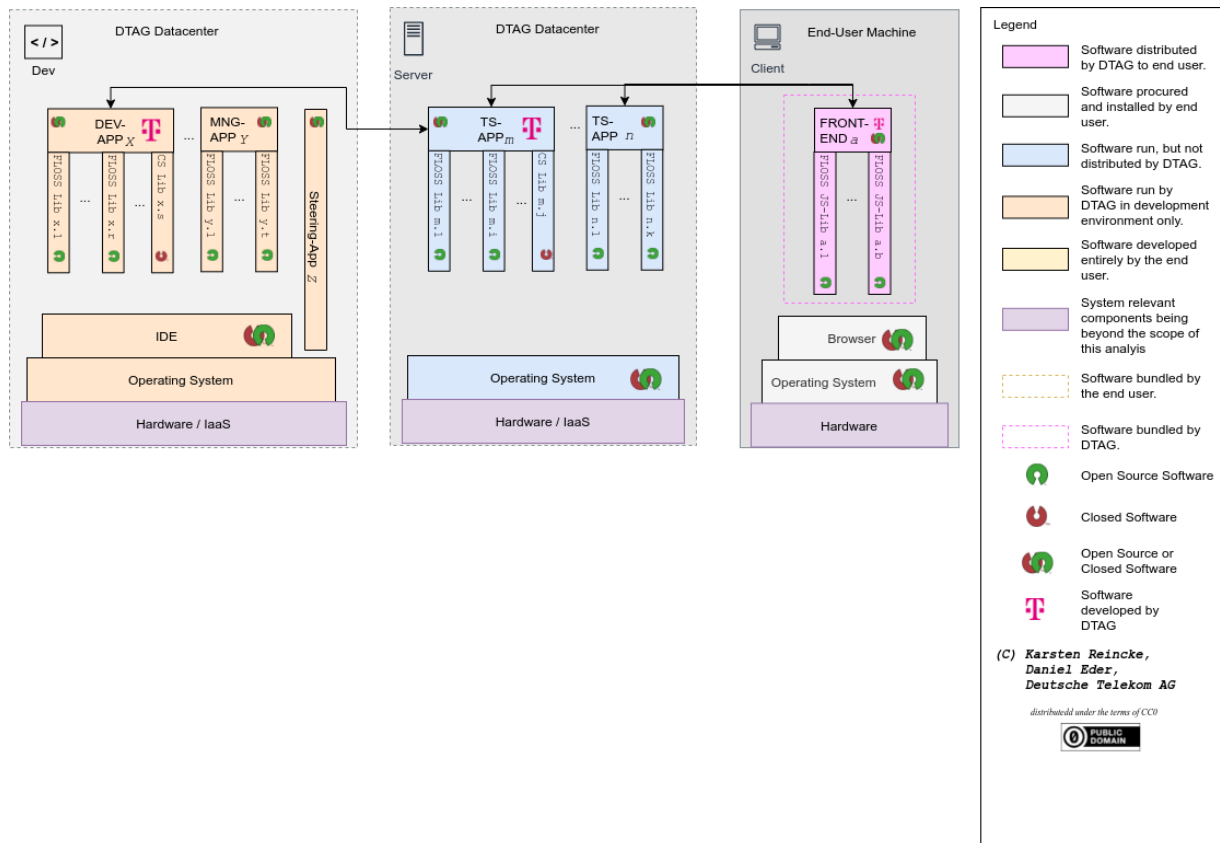 DTAG Datacenter
</ >
Dev
DEV-
APP X
...
MNG-
APP Y
FLOSS Lib x.l
...
FLOSS Lib x.r
...
CS Lib x.s
FLOSS Lib y.l
...
FLOSS Lib y.t
Steering-App Z
IDE
Operating System
Hardware / IaaS
DTAG Datacenter
Server
TS-
APP m
...
TS-
APP n
FLOSS Lib m.l
...
FLOSS Lib m.i
...
CS Lib m.j
FLOSS Lib n.l
...
FLOSS Lib n.k
Operating System
Hardware / IaaS
End-User Machine
Client
FRONT-
END a
FLOSS JS-Lib a.l
...
FLOSS JS-Lib a.b
Browser
Operating System
Hardware
Legend
Software distributed
by DTAG to end user.
Software procured
and installed by end
user.
Software run, but not
distributed by DTAG.
Software run by
DTAG in development
environment only.
Software developed
entirely by the end
user.
System relevant
components being
beyond the scope of
this analyis
Software bundled by
the end user.
Software bundled by
DTAG.
Open Source Software
Closed Software
Open Source or
Closed Software
Software
developed by
DTAG
(C) Karsten Reincke,
Daniel Eder,
Deutsche Telekom AG
distributedd under the terms of CC0
PUBLIC
DOMAIN